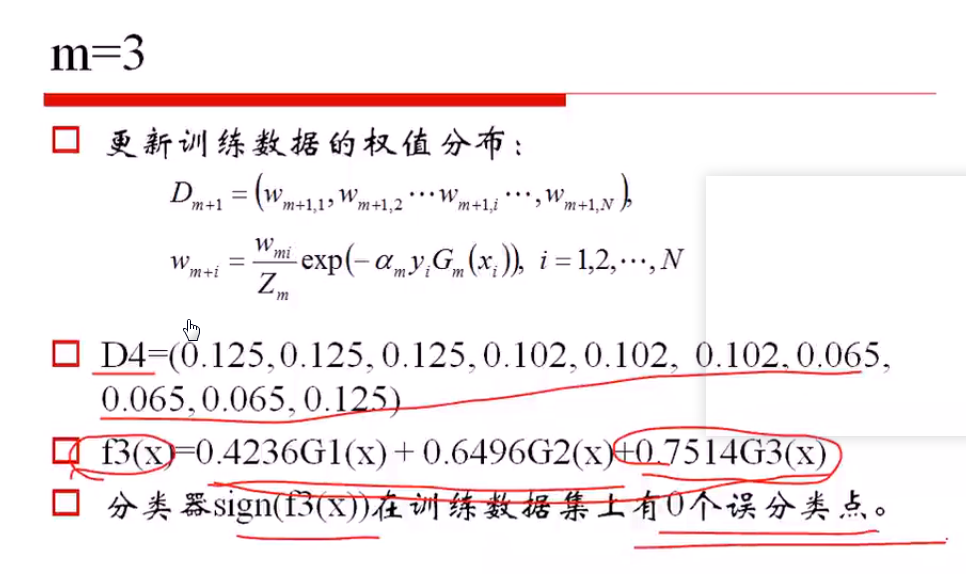 m=3
更新训练数据的权值分布：
D_{m+1} = (w_{m+1,1}, w_{m+1,2} ⋯ w_{m+1,i} ⋯, w_{m+1,N}),
w_{m+i} = \frac{w_{mi}}{Z_m} exp(−α_m y_i G_m(x_i)), i = 1,2,⋯,N
D4=(0.125,0.125, 0.125, 0.102, 0.102, 0.102, 0.065,
0.065, 0.065, 0.125)
f3(x)=0.4236G1(x) + 0.6496G2(x)+0.7514G3(x)
分类器sign(f3(x))在训练数据集上有0个误分类点。